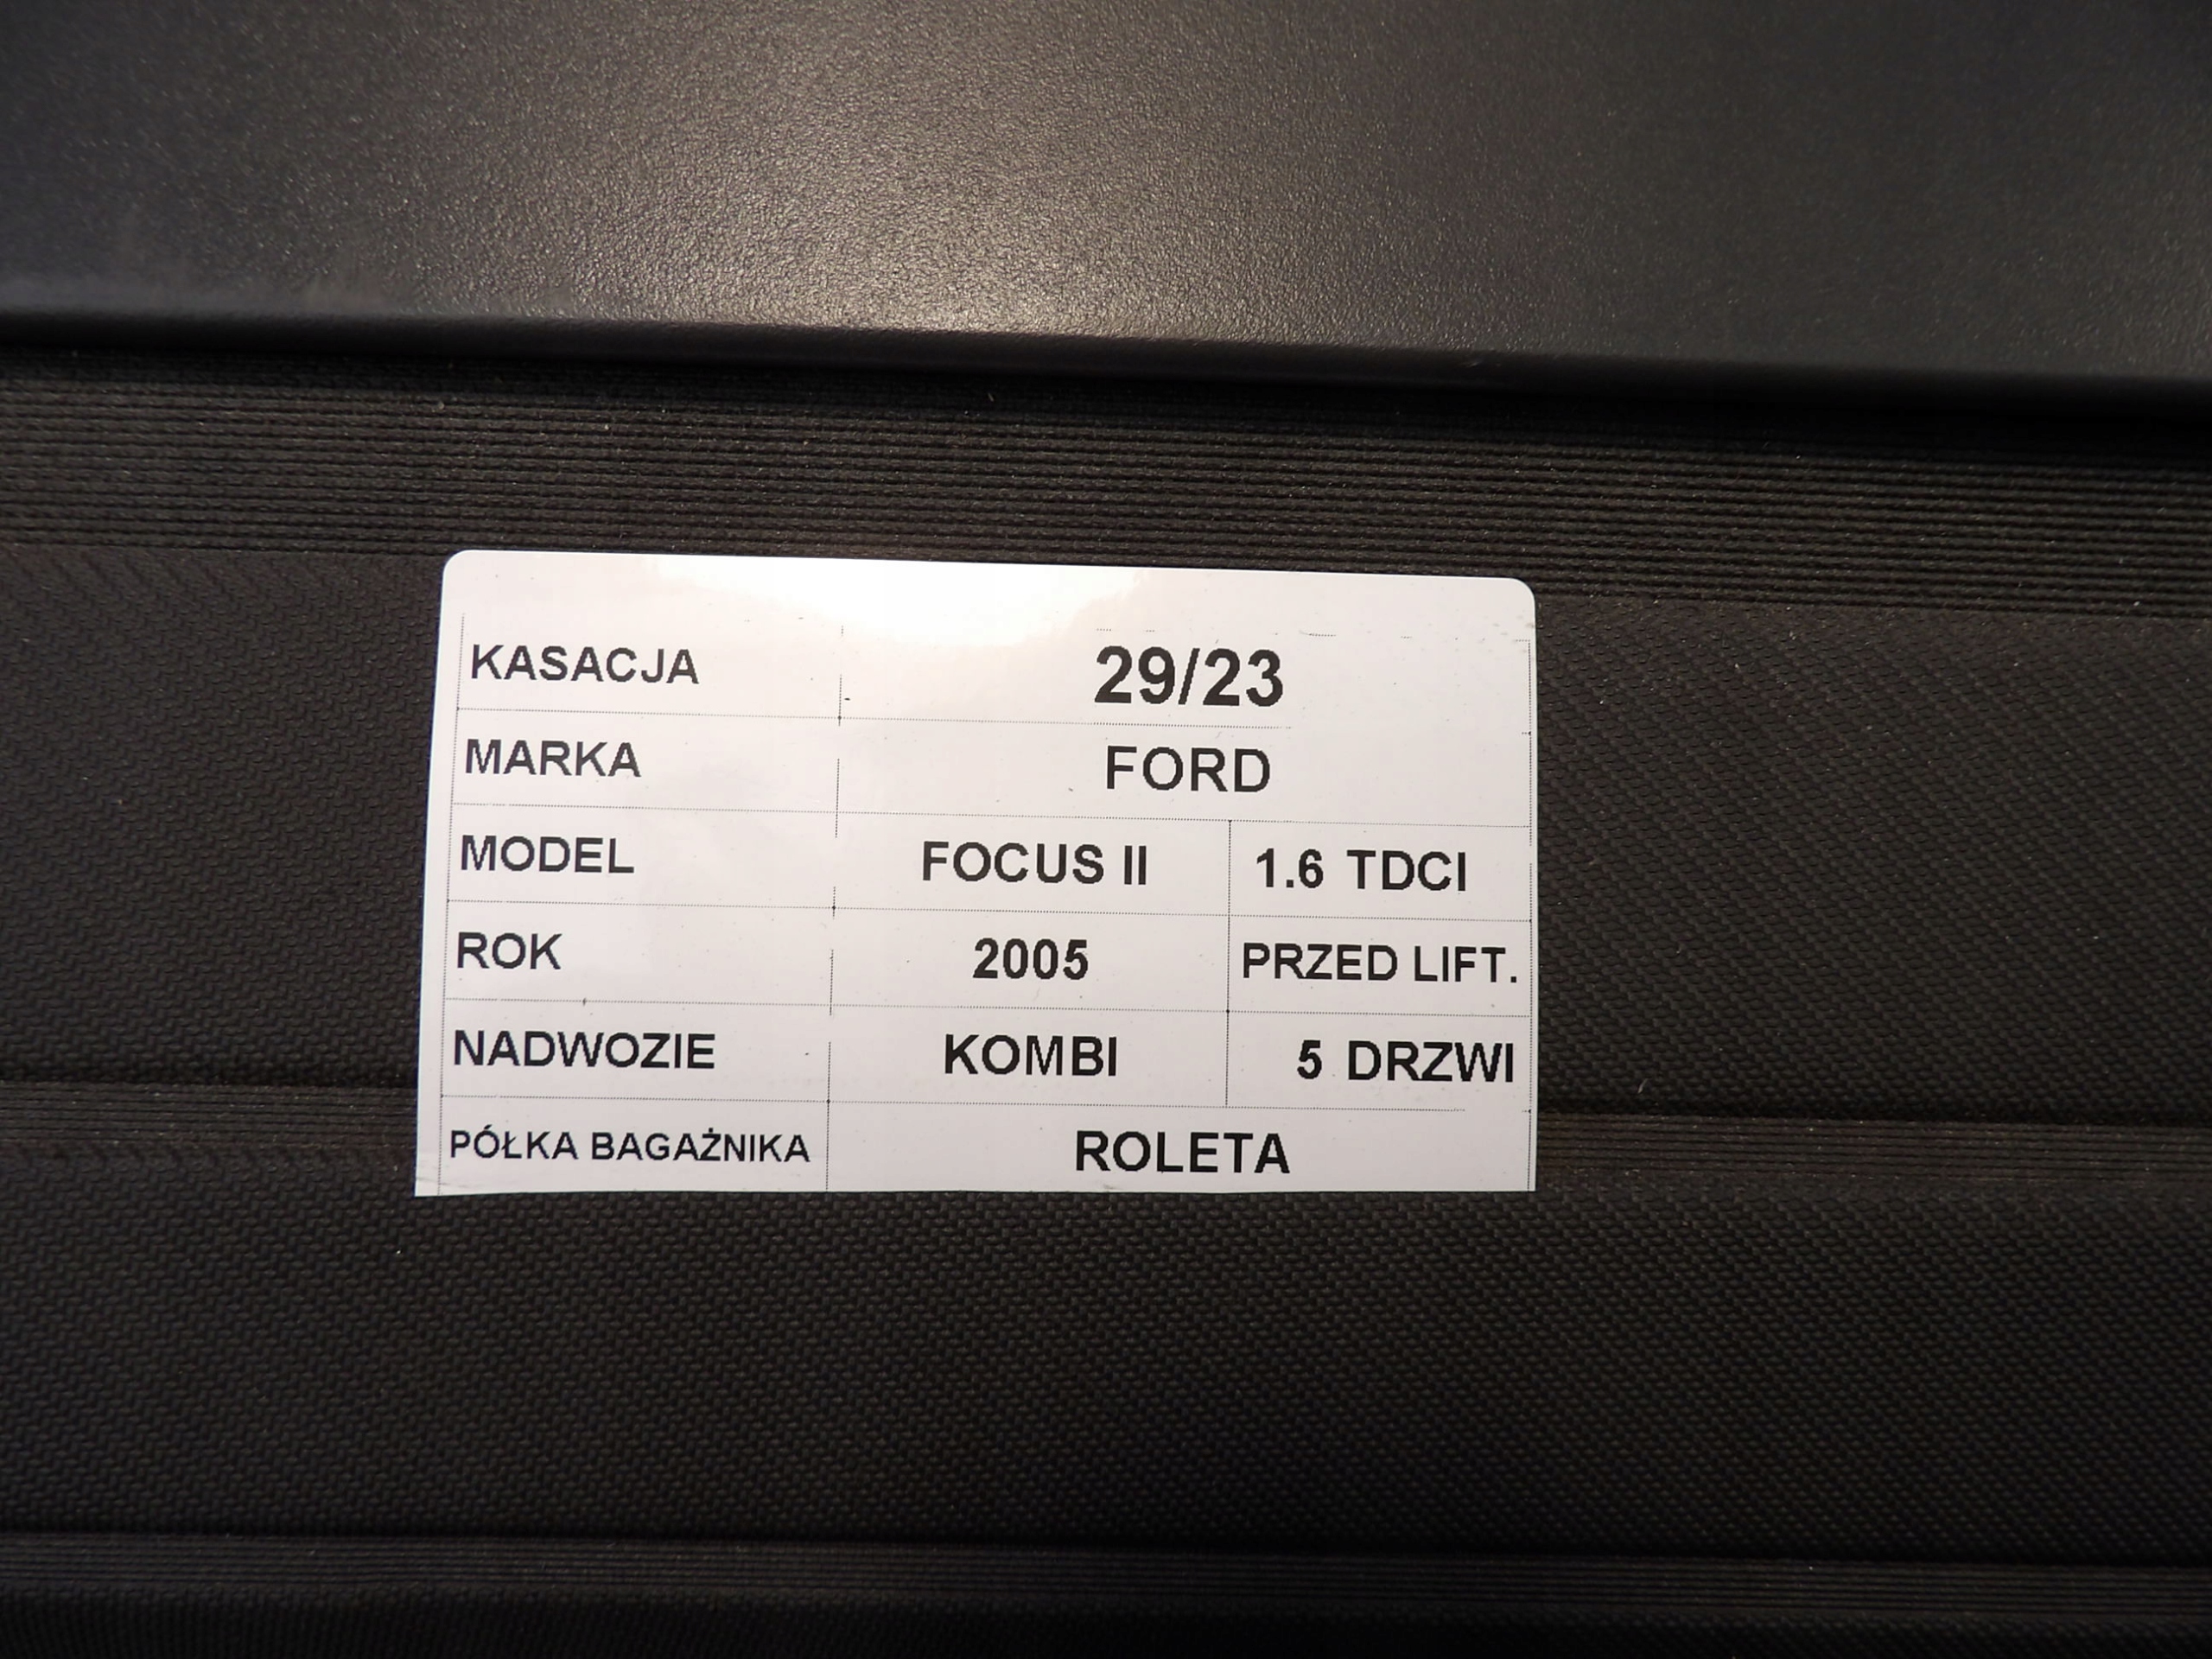 KASACJA 29/23
MARKA FORD
MODEL FOCUS II 1.6 TDCI
ROK 2005 PRZED LIFT.
NADWOZIE KOMBI 5 DRZWI
PÓŁKA BAGAŻNIKA ROLETA